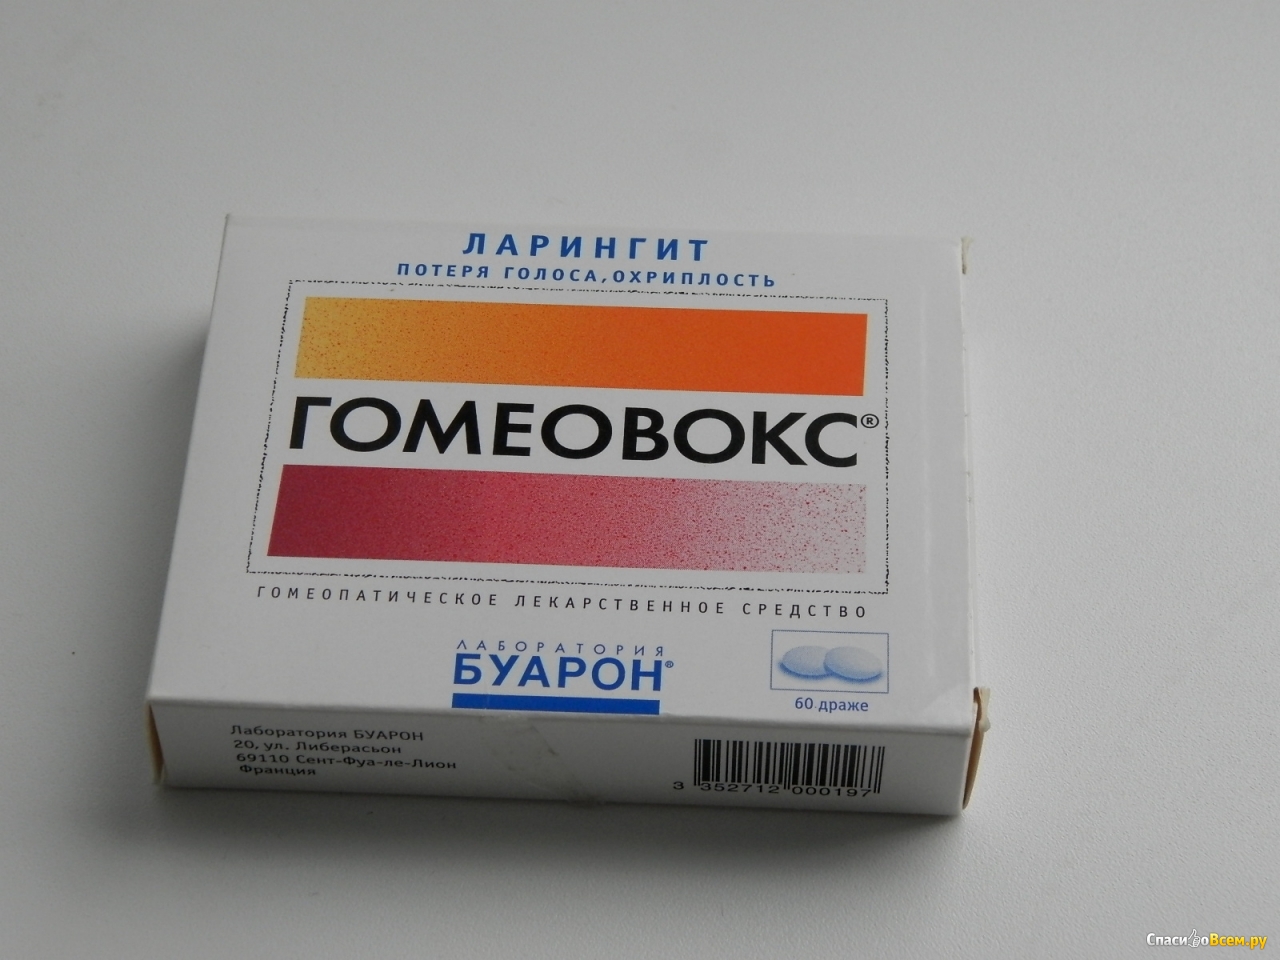 ЛАРИНГИТ
ПОТЕРЯ ГОЛОСА, ОХРИПЛОСТЬ
ГОМЕОВОКС®
ГОМЕОПАТИЧЕСКОЕ ЛЕКАРСТВЕННОЕ СРЕДСТВО
ЛАБОРАТОРИЯ
БУАРОН®
60 драже
Лаборатория БУАРОН
20, ул. Либерасьон
69110 Сент-Фуа-ле-Лион
Франция
3 352712 000197
СпасибоВсем.ру